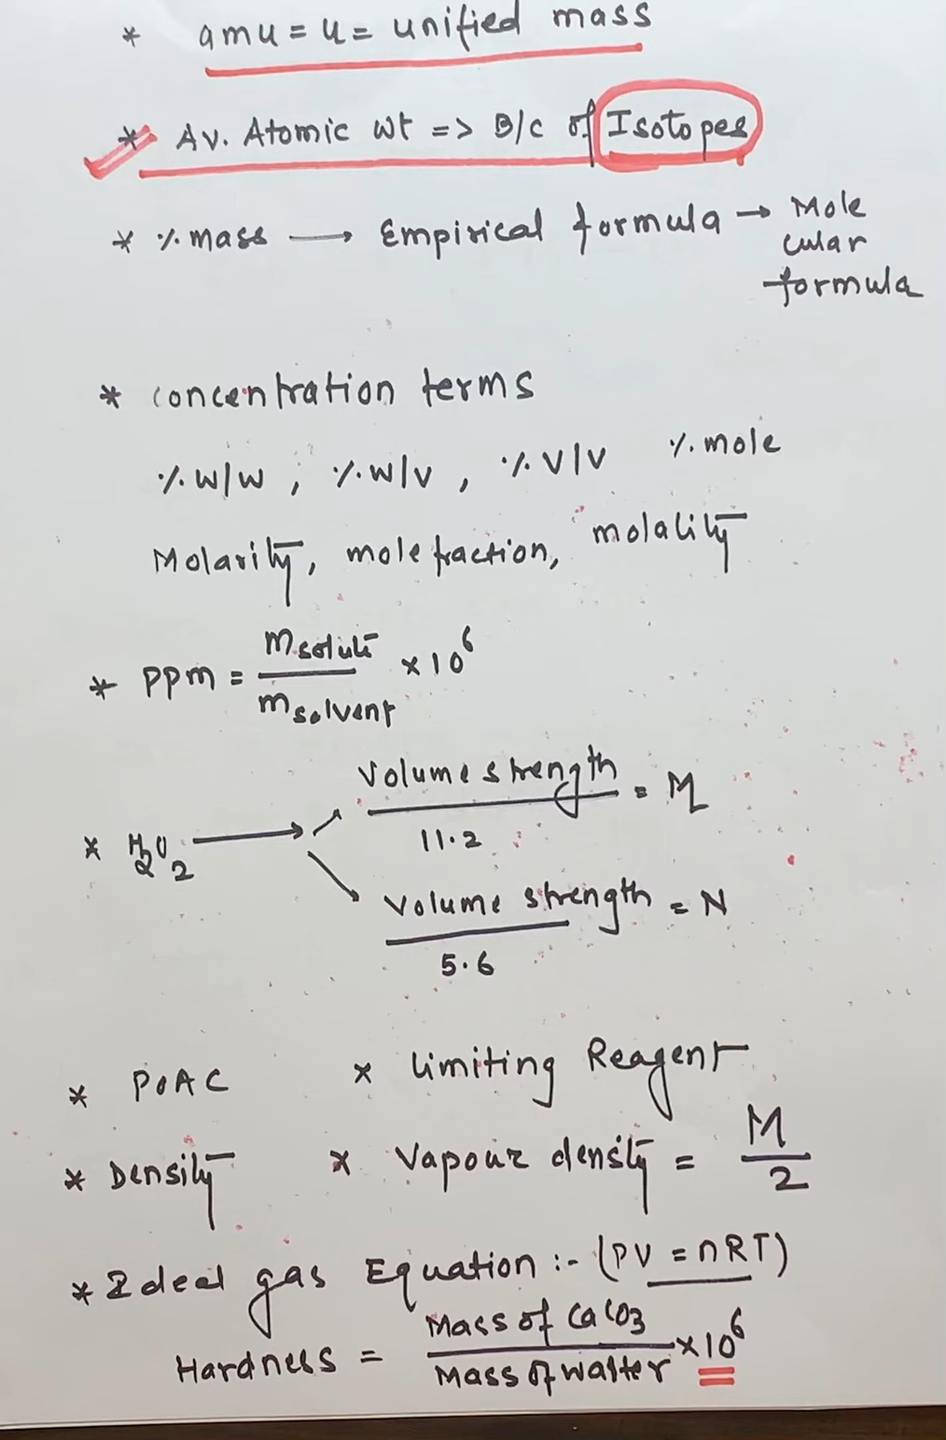 * amu = u = unified mass
* Av. Atomic wt => B/c of Isotopes
* % mass → Empirical formula → Mole
cular
formula
* concentration terms
% w/w , % w/v , % v/v % mole
Molarity, mole fraction, molality
* ppm = m solute / m solvent × 10⁶
* H2O2 → Volume strength / 11.2 = M
Volume strength / 5.6 = N
* POAC * limiting Reagent
* Density * Vapour density = M / 2
* Ideal gas Equation :- (PV = nRT)
Hardness = Mass of CaCO3 / Mass of walter × 10⁶